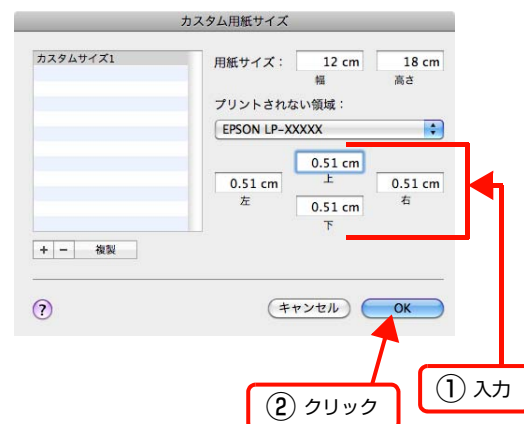 カスタム用紙サイズ
カスタムサイズ1
用紙サイズ： 12 cm 18 cm
幅 高さ
プリントされない領域：
EPSON LP-XXXXX
0.51 cm
上
0.51 cm 0.51 cm
左 右
0.51 cm
下
+ − 複製
? キャンセル OK
① 入力
② クリック